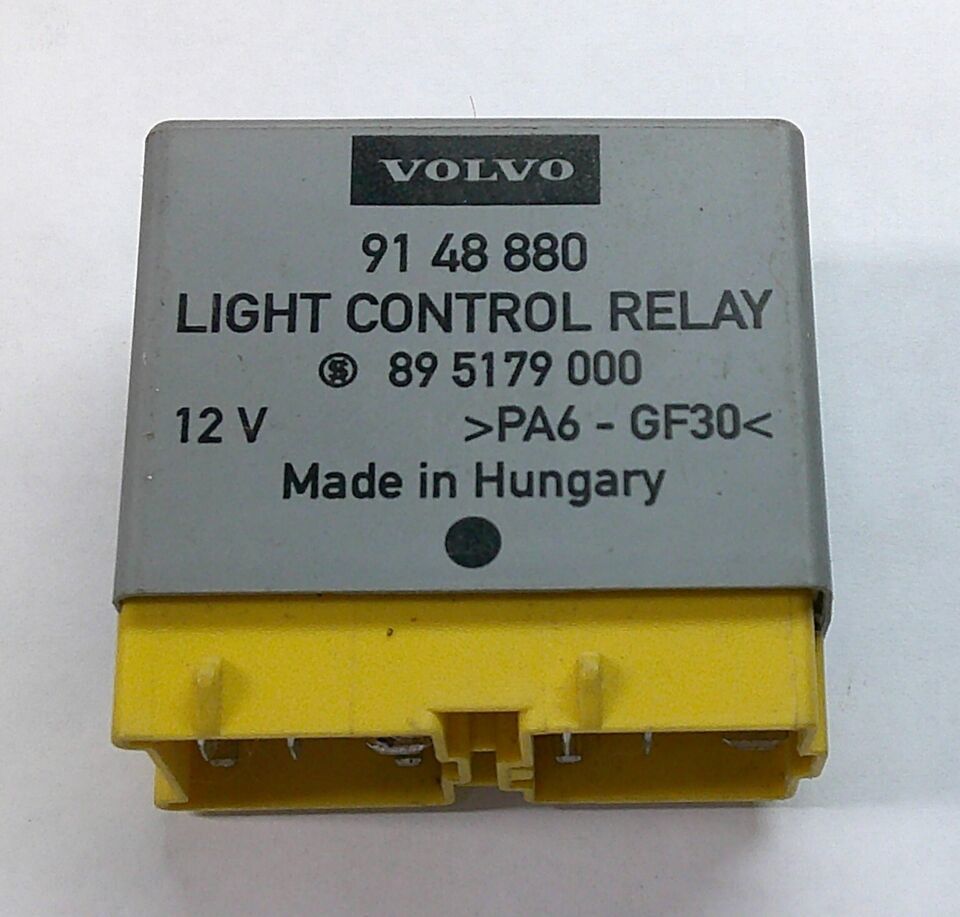 VOLVO
91 48 880
LIGHT CONTROL RELAY
89 5179 000
12 V >PA6 - GF30<
Made in Hungary